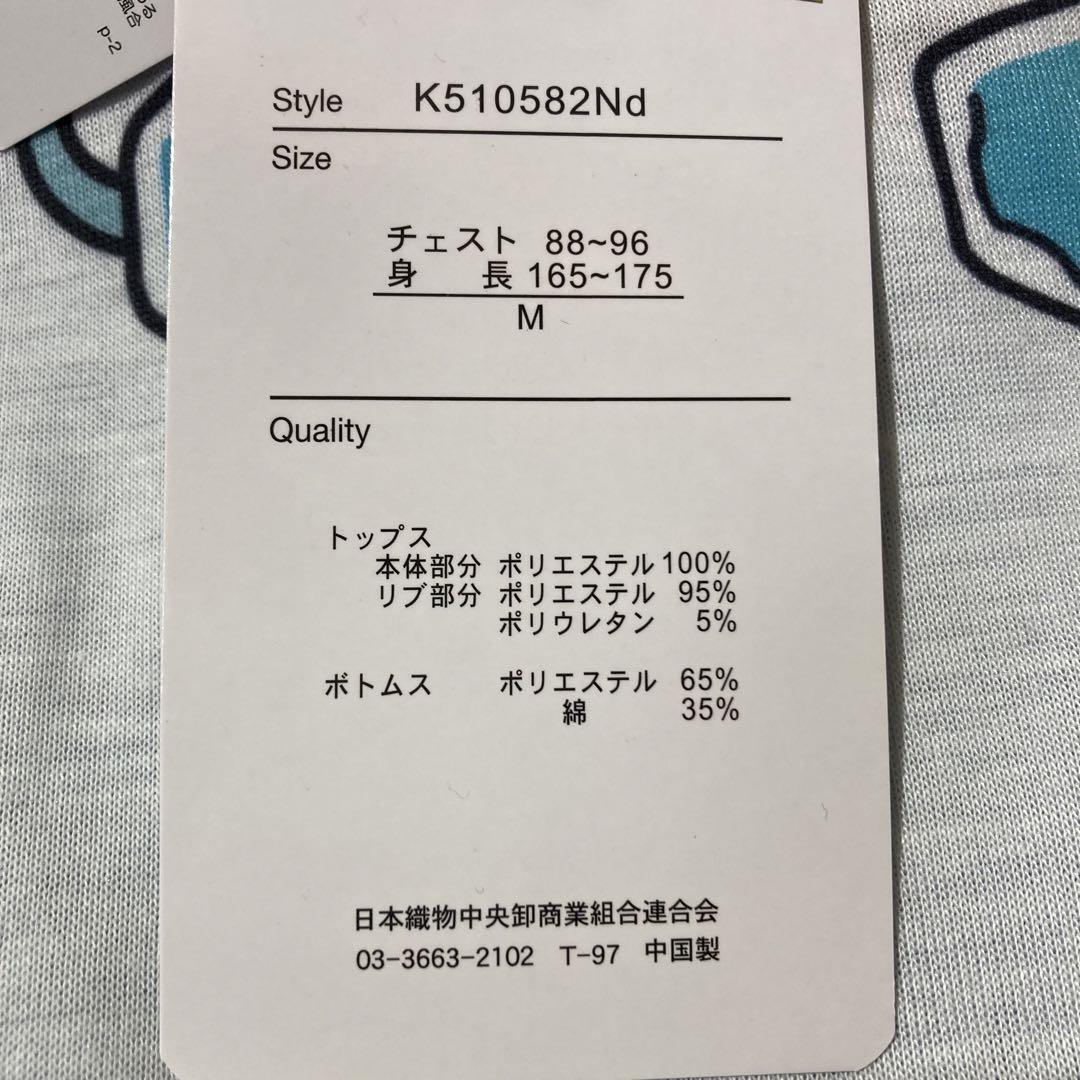 風合
p-2
Style K510582Nd
Size
チェスト 88~96
身 長 165~175
M
Quality
トップス
本体部分 ポリエステル 100%
リブ部分 ポリエステル 95%
ポリウレタン 5%
ボトムス ポリエステル 65%
綿 35%
日本織物中央卸商業組合連合会
03-3663-2102 T-97 中国製